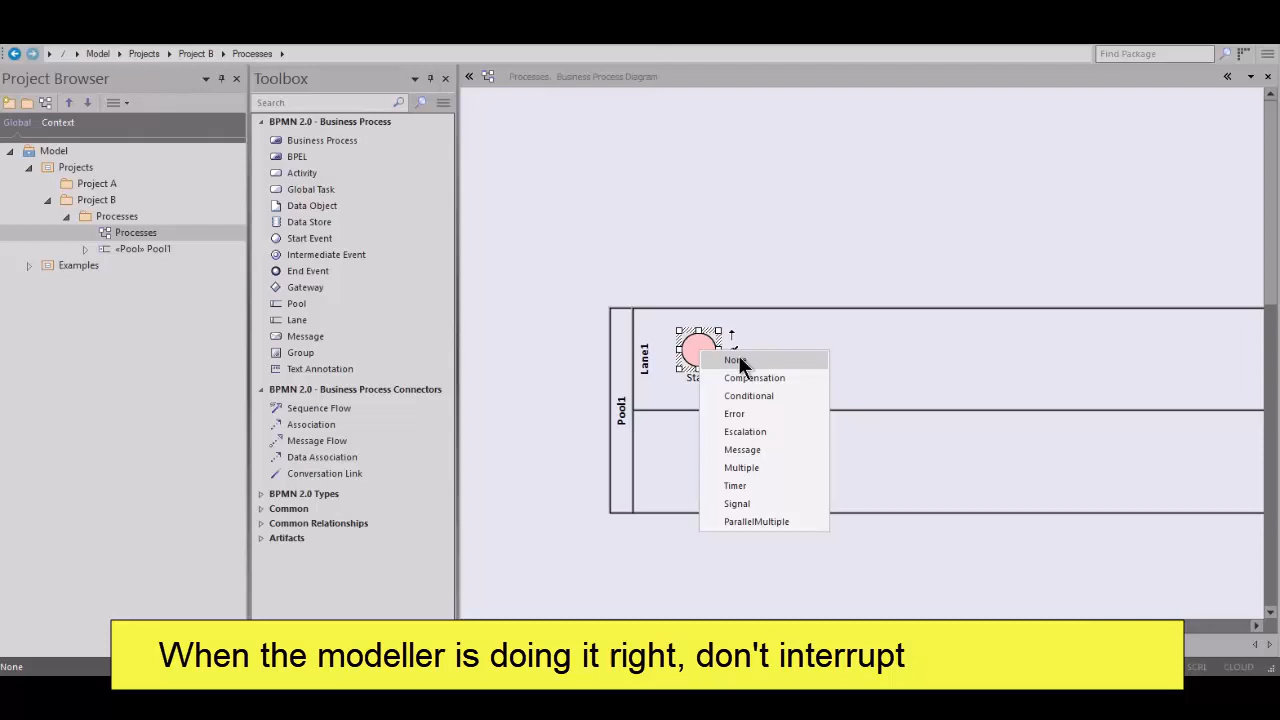 / Model Projects Project B Processes
Find Package
Project Browser
Global Context
Model
Projects
Project A
Project B
Processes
Processes
«Pool» Pool1
Examples
Toolbox
Search
BPMN 2.0 - Business Process
Business Process
BPEL
Activity
Global Task
Data Object
Data Store
Start Event
Intermediate Event
End Event
Gateway
Pool
Lane
Message
Group
Text Annotation
BPMN 2.0 - Business Process Connectors
Sequence Flow
Association
Message Flow
Data Association
Conversation Link
BPMN 2.0 Types
Common
Common Relationships
Artifacts
Processes. Business Process Diagram
Pool1
Lane1
None
Compensation
Conditional
Error
Escalation
Message
Multiple
Timer
Signal
ParallelMultiple
When the modeller is doing it right, don't interrupt
None
SCRL CLOUD